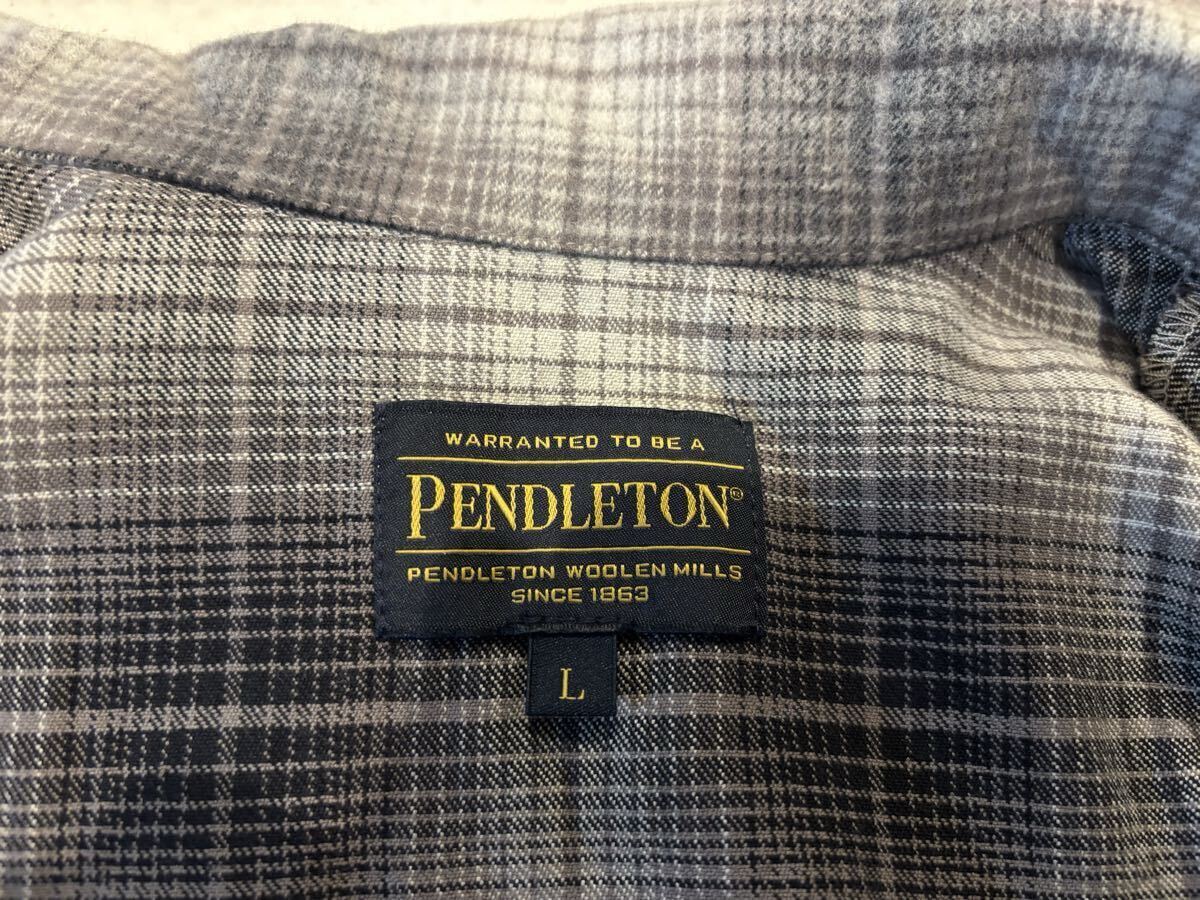 WARRANTED TO BE A
PENDLETON®
PENDLETON WOOLEN MILLS
SINCE 1863
L